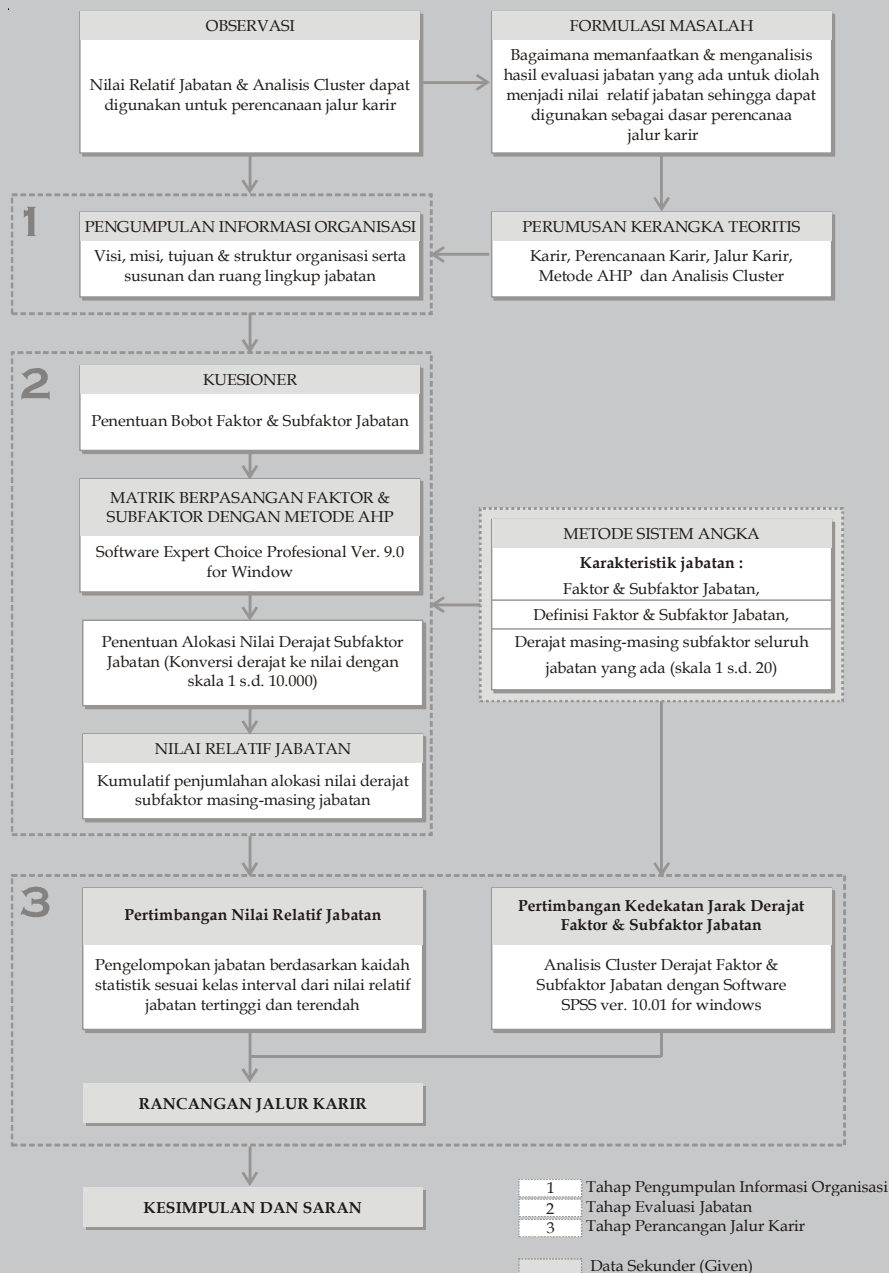 OBSERVASI
Nilai Relatif Jabatan & Analisis Cluster dapat
digunakan untuk perencanaan jalur karir
FORMULASI MASALAH
Bagaimana memanfaatkan & menganalisis
hasil evaluasi jabatan yang ada untuk diolah
menjadi nilai relatif jabatan sehingga dapat
digunakan sebagai dasar perencanaa
jalur karir
1
PENGUMPULAN INFORMASI ORGANISASI
Visi, misi, tujuan & struktur organisasi serta
susunan dan ruang lingkup jabatan
PERUMUSAN KERANGKA TEORITIS
Karir, Perencanaan Karir, Jalur Karir,
Metode AHP dan Analisis Cluster
2
KUESIONER
Penentuan Bobot Faktor & Subfaktor Jabatan
MATRIK BERPASANGAN FAKTOR &
SUBFAKTOR DENGAN METODE AHP
Software Expert Choice Profesional Ver. 9.0
for Window
Penentuan Alokasi Nilai Derajat Subfaktor
Jabatan (Konversi derajat ke nilai dengan
skala 1 s.d. 10.000)
NILAI RELATIF JABATAN
Kumulatif penjumlahan alokasi nilai derajat
subfaktor masing-masing jabatan
METODE SISTEM ANGKA
Karakteristik jabatan :
Faktor & Subfaktor Jabatan,
Definisi Faktor & Subfaktor Jabatan,
Derajat masing-masing subfaktor seluruh
jabatan yang ada (skala 1 s.d. 20)
3
Pertimbangan Nilai Relatif Jabatan
Pengelompokan jabatan berdasarkan kaidah
statistik sesuai kelas interval dari nilai relatif
jabatan tertinggi dan terendah
Pertimbangan Kedekatan Jarak Derajat
Faktor & Subfaktor Jabatan
Analisis Cluster Derajat Faktor &
Subfaktor Jabatan dengan Software
SPSS ver. 10.01 for windows
RANCANGAN JALUR KARIR
KESIMPULAN DAN SARAN
1 Tahap Pengumpulan Informasi Organisasi
2 Tahap Evaluasi Jabatan
3 Tahap Perancangan Jalur Karir
Data Sekunder (Given)